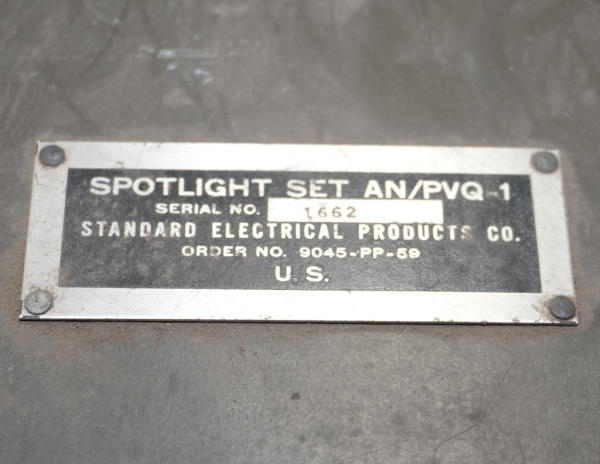 SPOTLIGHT SET AN/PVQ-1
SERIAL NO. 1662
STANDARD ELECTRICAL PRODUCTS CO.
ORDER NO. 9045-PP-59
U.S.